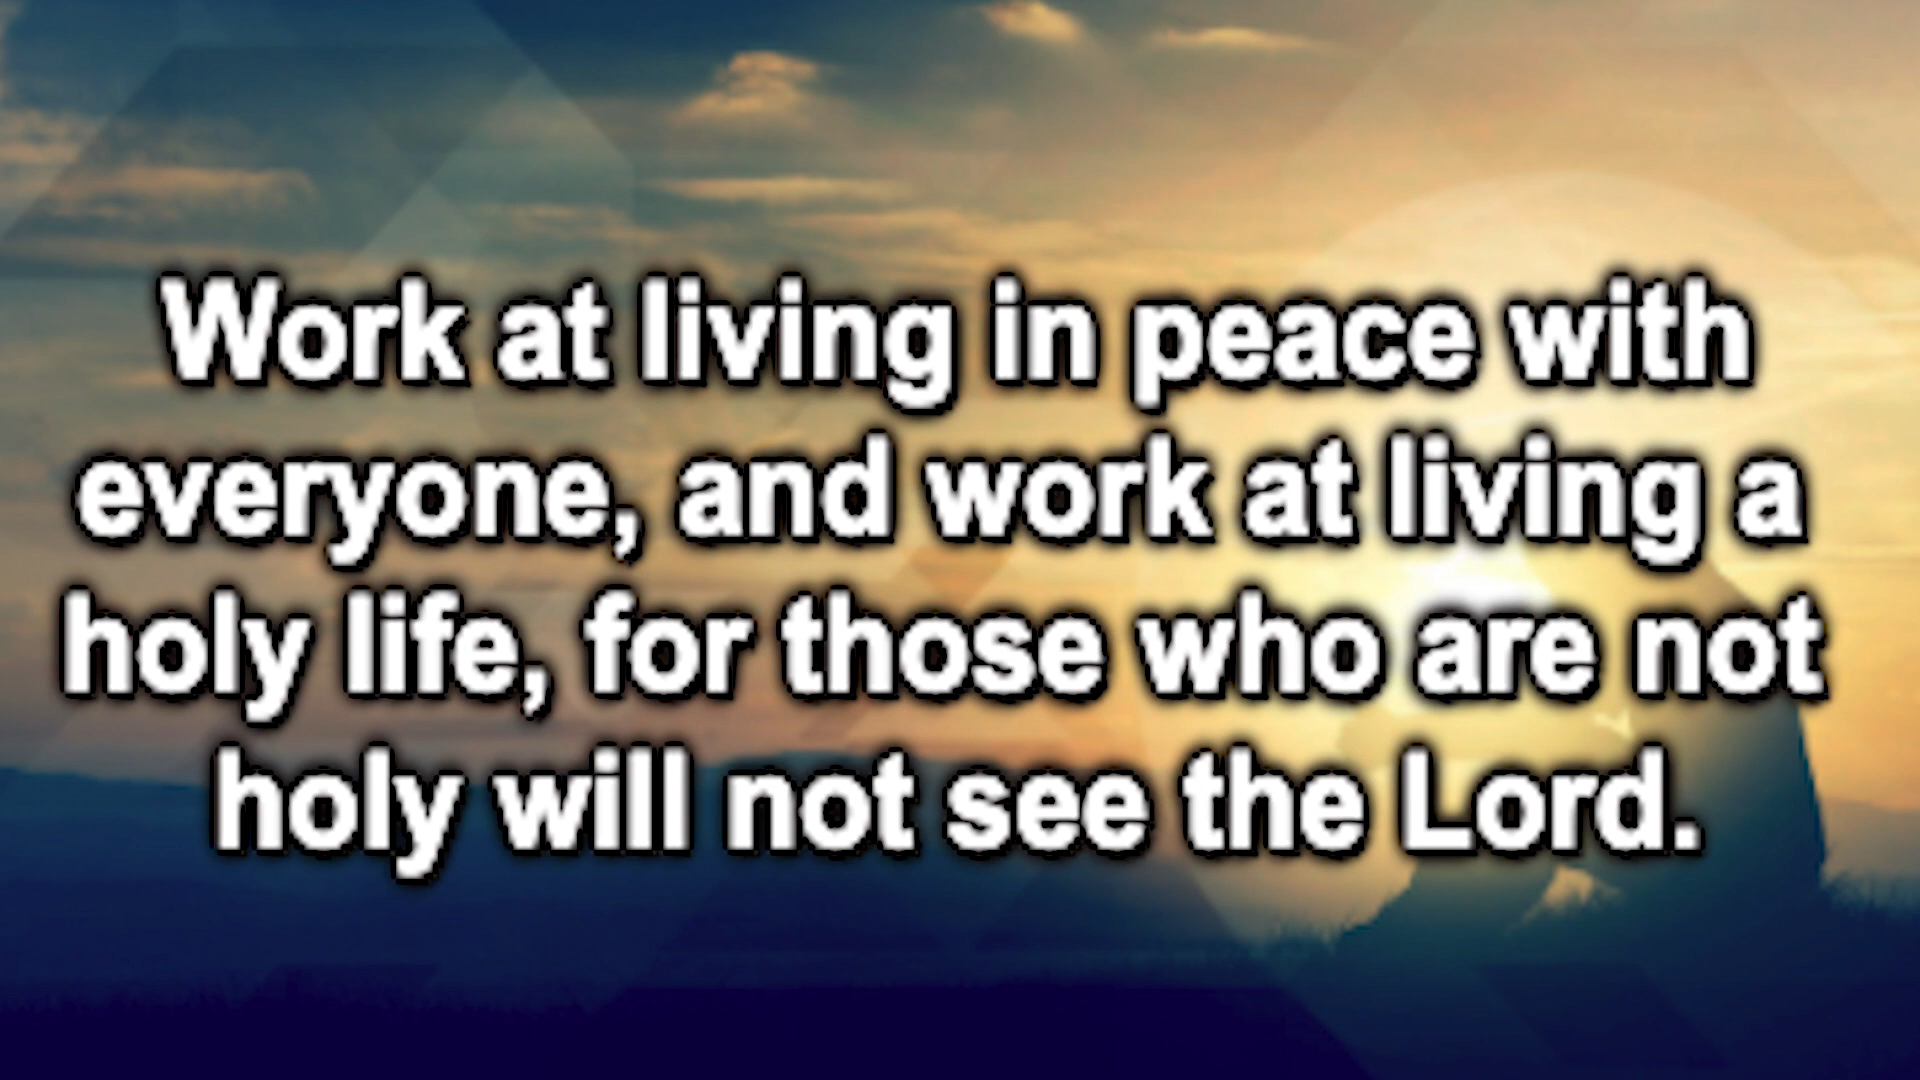 Work at living in peace with
everyone, and work at living a
holy life, for those who are not
holy will not see the Lord.